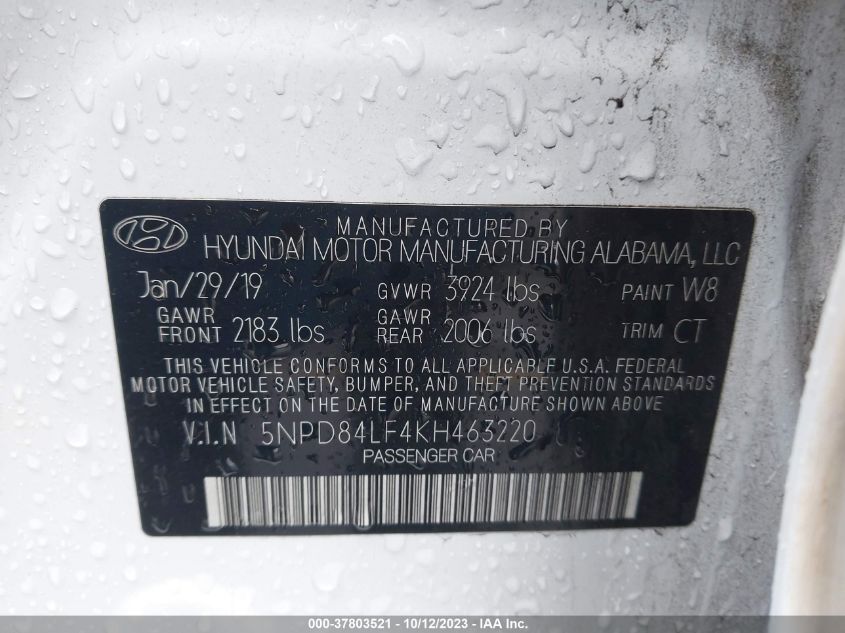 MANUFACTURED BY
HYUNDAI MOTOR MANUFACTURING ALABAMA, LLC
Jan/29/19 GVWR 3924 lbs PAINT W8
GAWR FRONT 2183 lbs GAWR REAR 2006 lbs TRIM CT
THIS VEHICLE CONFORMS TO ALL APPLICABLE U.S.A. FEDERAL
MOTOR VEHICLE SAFETY, BUMPER, AND THEFT PREVENTION STANDARDS
IN EFFECT ON THE DATE OF MANUFACTURE SHOWN ABOVE
V.I.N 5NPD84LF4KH463220
PASSENGER CAR
000-37803521 - 10/12/2023 - IAA Inc.